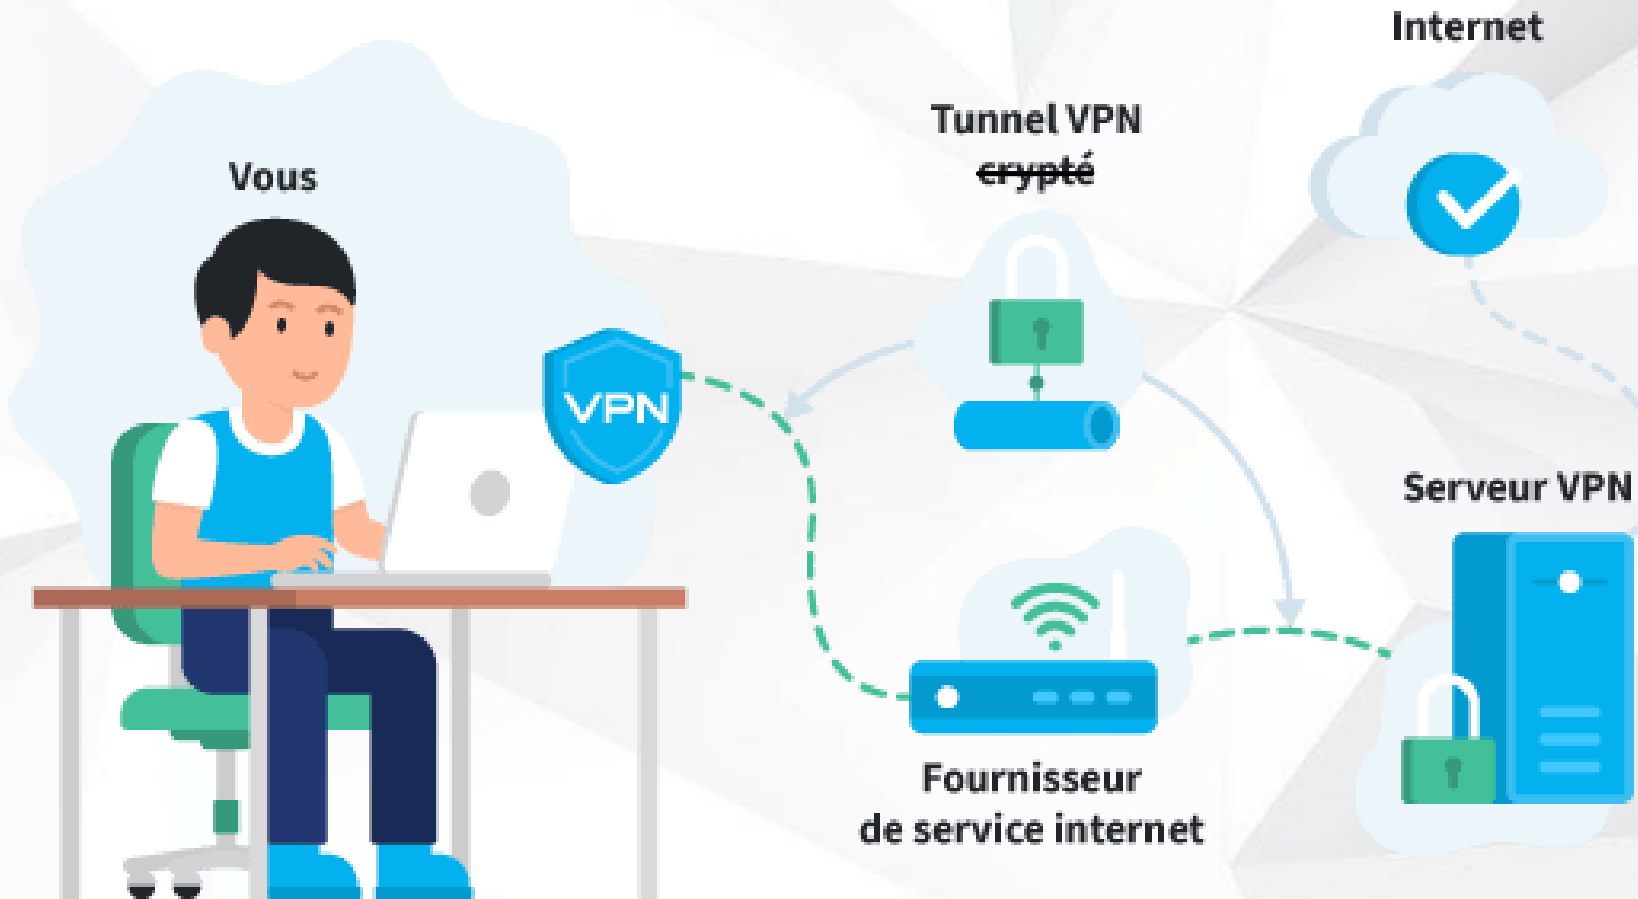 Internet
Tunnel VPN
crypté
Vous
VPN
Serveur VPN
Fournisseur
de service internet